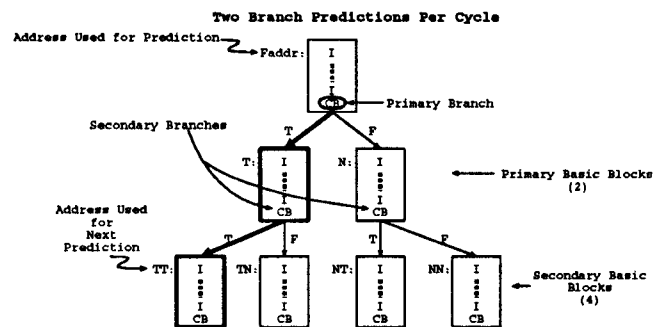 Two Branch Predictions Per Cycle
Address Used for Prediction
Faddr:
I
I
CB
Primary Branch
Secondary Branches
T
F
T:
I
I
CB
N:
I
I
CB
Primary Basic Blocks
(2)
Address Used
for
Next
Prediction
T
F
T
F
TT:
I
I
CB
TN:
I
I
CB
NT:
I
I
CB
NN:
I
I
CB
Secondary Basic
Blocks
(4)